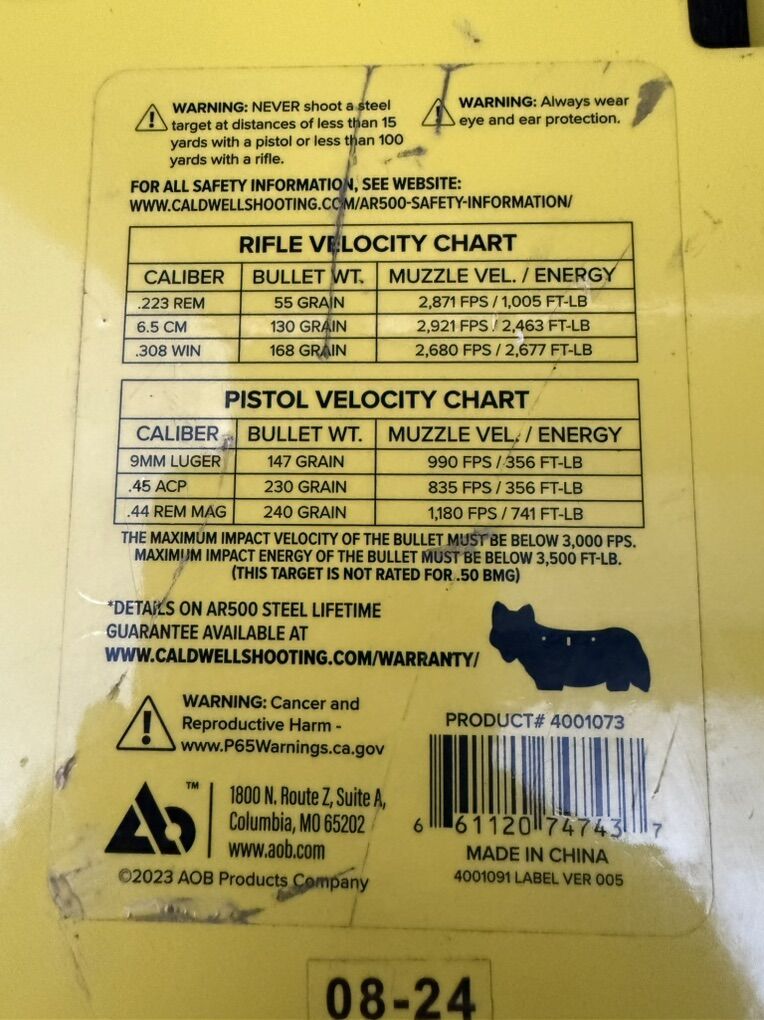 WARNING: NEVER shoot a steel
target at distances of less than 15
yards with a pistol or less than 100
yards with a rifle.
WARNING: Always wear
eye and ear protection.
FOR ALL SAFETY INFORMATION, SEE WEBSITE:
WWW.CALDWELLSHOOTING.COM/AR500-SAFETY-INFORMATION/
RIFLE VELOCITY CHART
CALIBER BULLET WT. MUZZLE VEL. / ENERGY
.223 REM 55 GRAIN 2,871 FPS / 1,005 FT-LB
6.5 CM 130 GRAIN 2,921 FPS / 2,463 FT-LB
.308 WIN 168 GRAIN 2,680 FPS / 2,677 FT-LB
PISTOL VELOCITY CHART
CALIBER BULLET WT. MUZZLE VEL. / ENERGY
9MM LUGER 147 GRAIN 990 FPS / 356 FT-LB
.45 ACP 230 GRAIN 835 FPS / 356 FT-LB
.44 REM MAG 240 GRAIN 1,180 FPS / 741 FT-LB
THE MAXIMUM IMPACT VELOCITY OF THE BULLET MUST BE BELOW 3,000 FPS.
MAXIMUM IMPACT ENERGY OF THE BULLET MUST BE BELOW 3,500 FT-LB.
(THIS TARGET IS NOT RATED FOR .50 BMG)
*DETAILS ON AR500 STEEL LIFETIME
GUARANTEE AVAILABLE AT
WWW.CALDWELLSHOOTING.COM/WARRANTY/
WARNING: Cancer and
Reproductive Harm -
www.P65Warnings.ca.gov
PRODUCT# 4001073
6 61120 74743 7
MADE IN CHINA
4001091 LABEL VER 005
AO ™
1800 N. Route Z, Suite A,
Columbia, MO 65202
www.aob.com
©2023 AOB Products Company
08-24